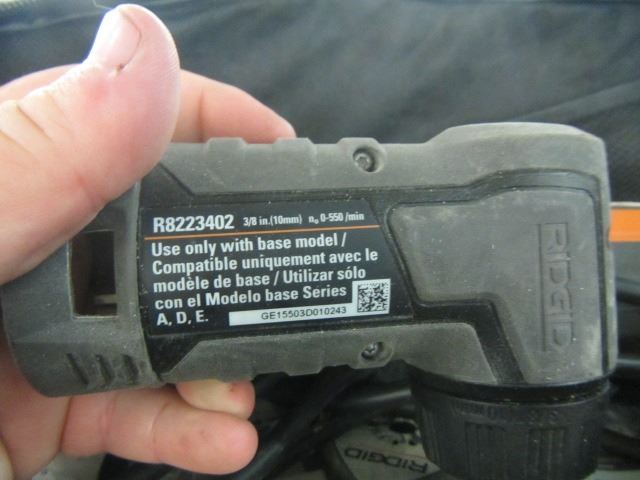 R8223402 3/8 in.(10mm) n₀ 0-550 /min
Use only with base model /
Compatible uniquement avec le
modèle de base / Utilizar sólo
con el Modelo base Series
A, D, E.
GE15503D010243
RIDGID
RIDGID